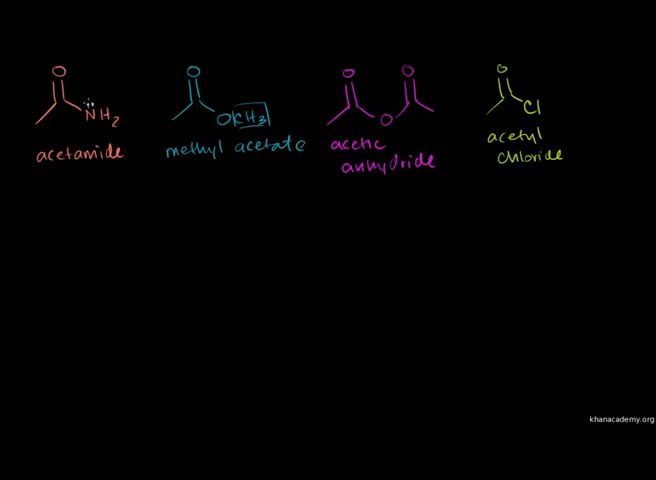 O O O O O
NH2 OCH3 O Cl
acetamide methyl acetate acetic anhydride acetyl chloride
khanacademy.org